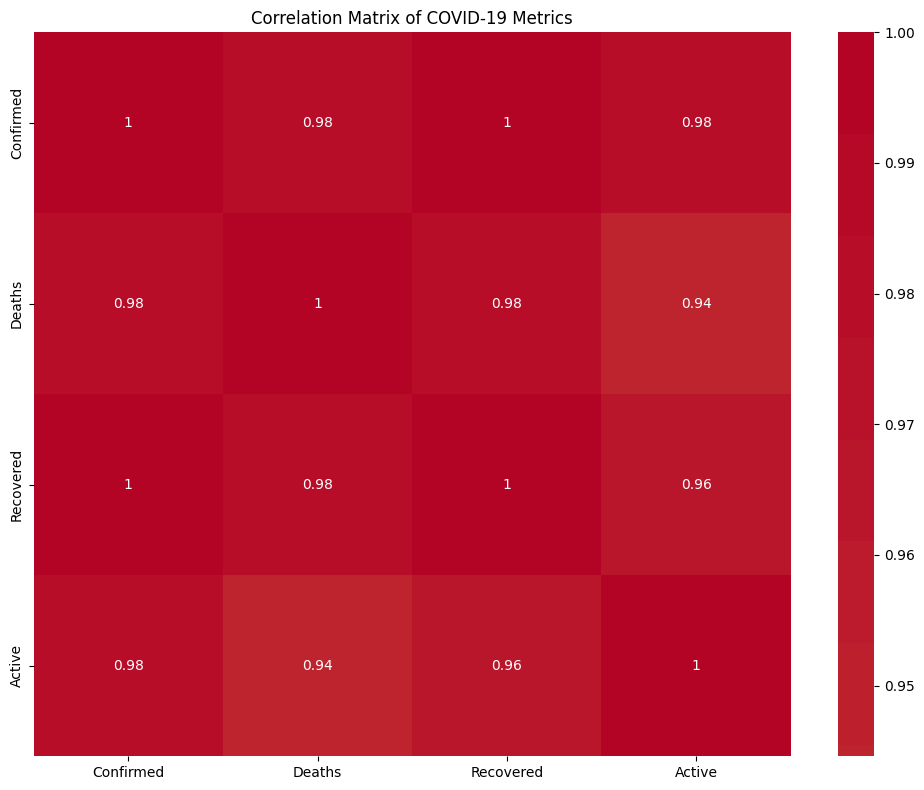 Correlation Matrix of COVID-19 Metrics
Confirmed 1 0.98 1 0.98
Deaths 0.98 1 0.98 0.94
Recovered 1 0.98 1 0.96
Active 0.98 0.94 0.96 1
Confirmed Deaths Recovered Active
1.00
0.99
0.98
0.97
0.96
0.95